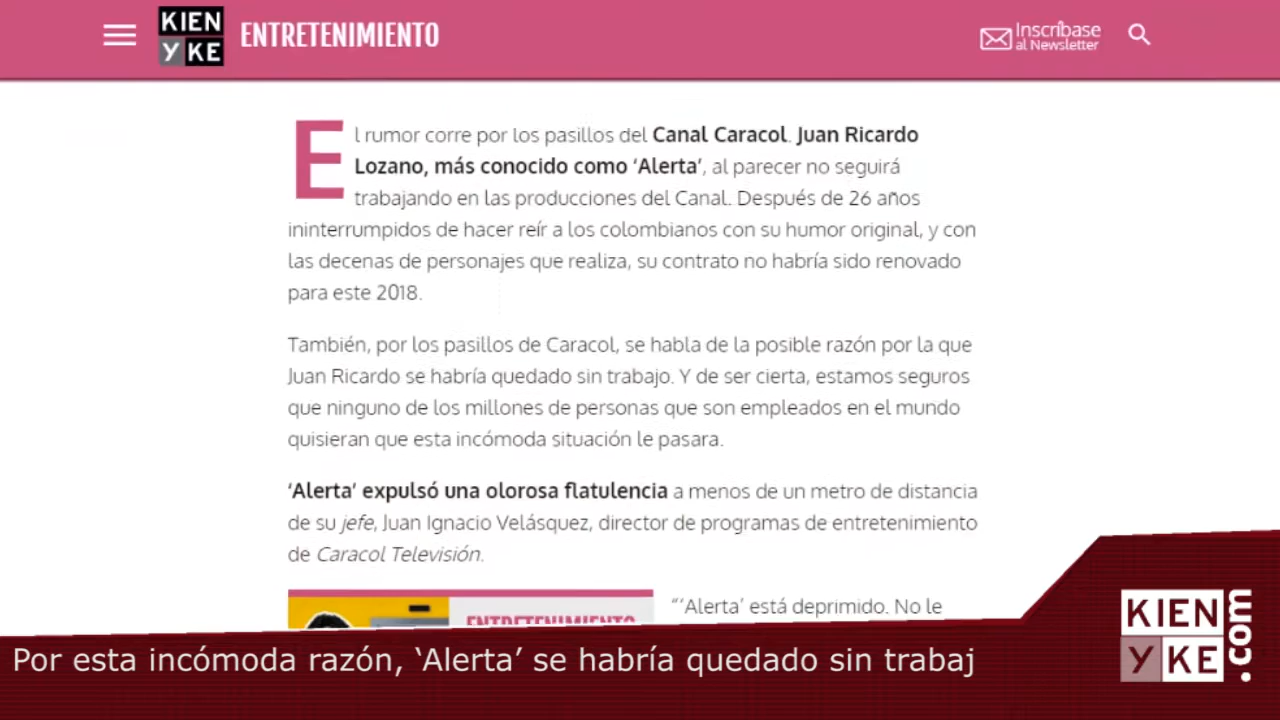 KIEN
Y KE
ENTRETENIMIENTO
Inscríbase
al Newsletter
El rumor corre por los pasillos del Canal Caracol. Juan Ricardo
Lozano, más conocido como ‘Alerta’, al parecer no seguirá
trabajando en las producciones del Canal. Después de 26 años
ininterrumpidos de hacer reír a los colombianos con su humor original, y con
las decenas de personajes que realiza, su contrato no habría sido renovado
para este 2018.
También, por los pasillos de Caracol, se habla de la posible razón por la que
Juan Ricardo se habría quedado sin trabajo. Y de ser cierta, estamos seguros
que ninguno de los millones de personas que son empleados en el mundo
quisieran que esta incómoda situación le pasara.
‘Alerta’ expulsó una olorosa flatulencia a menos de un metro de distancia
de su jefe, Juan Ignacio Velásquez, director de programas de entretenimiento
de Caracol Televisión.
ENTRETENIMIENTO
“‘Alerta’ está deprimido. No le
Por esta incómoda razón, ‘Alerta’ se habría quedado sin trabaj
KIEN
Y KE
.com